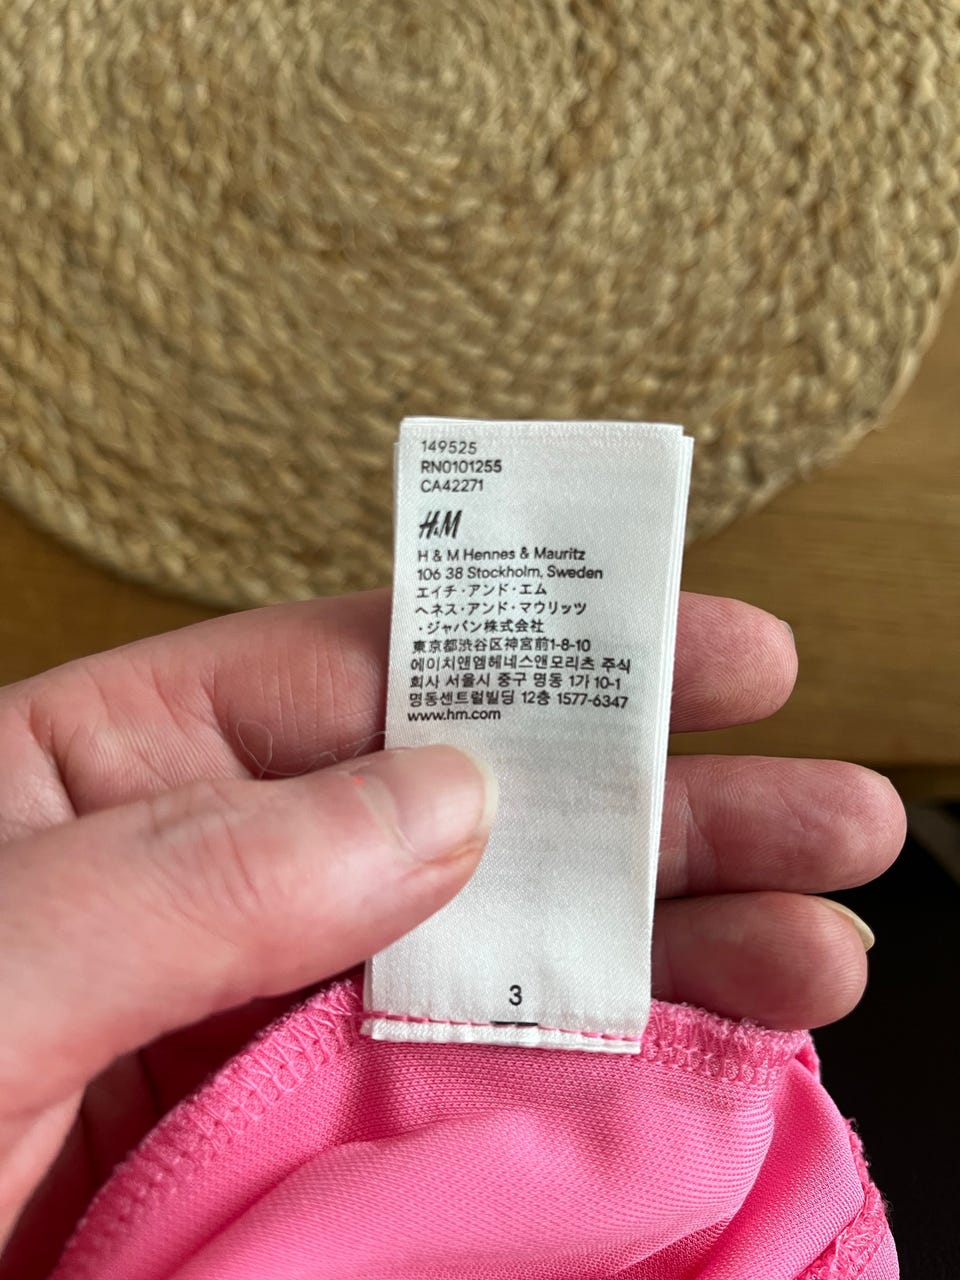 149525
RN0101255
CA42271
H&M
H & M Hennes & Mauritz
106 38 Stockholm, Sweden
エイチ・アンド・エム
ヘネス・アンド・マウリッツ
・ジャパン株式会社
東京都渋谷区神宮前1-8-10
에이치앤엠헤네스앤모리츠 주식
회사 서울시 중구 명동 1가 10-1
명동센트럴빌딩 12층 1577-6347
www.hm.com
3